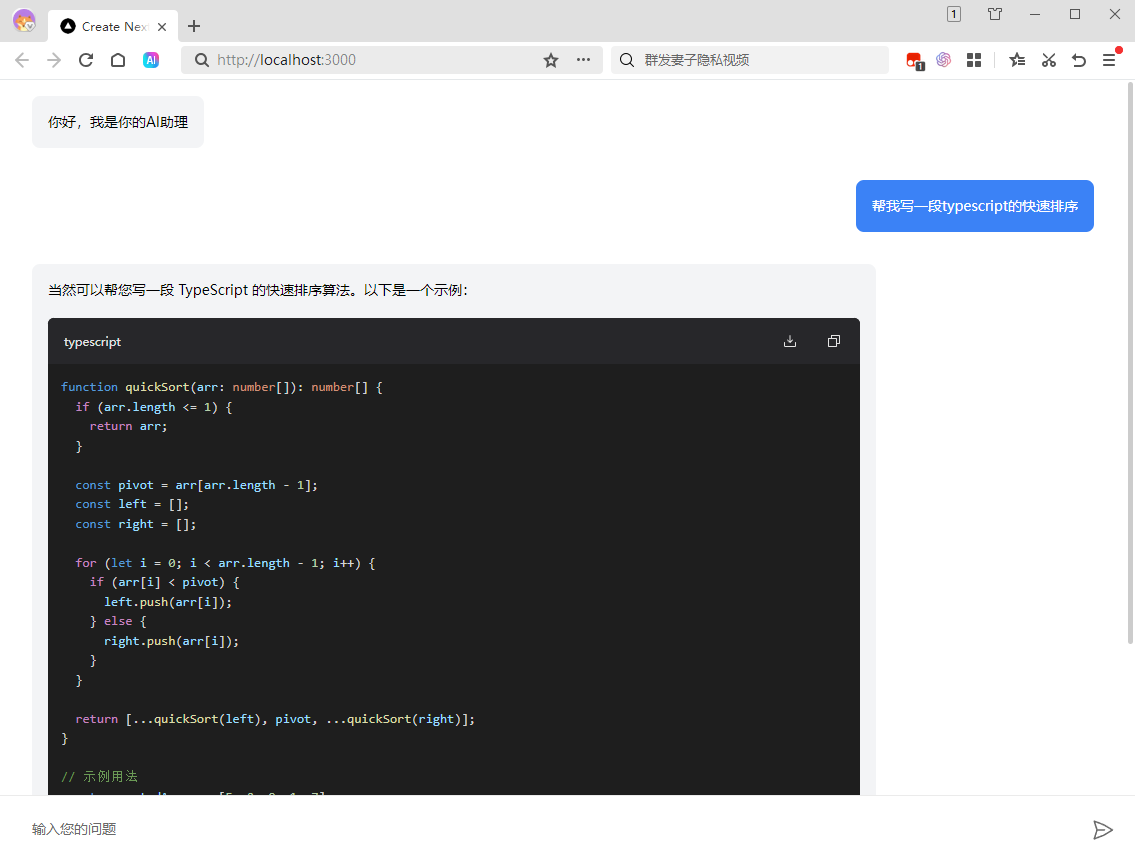 Create Nex
1
AI
http://localhost:3000
群发妻子隐私视频
1
你好，我是你的AI助理
帮我写一段typescript的快速排序
当然可以帮您写一段 TypeScript 的快速排序算法。以下是一个示例：
typescript
function quickSort(arr: number[]): number[] {
  if (arr.length <= 1) {
    return arr;
  }
  const pivot = arr[arr.length - 1];
  const left = [];
  const right = [];
  for (let i = 0; i < arr.length - 1; i++) {
    if (arr[i] < pivot) {
      left.push(arr[i]);
    } else {
      right.push(arr[i]);
    }
  }
  return [...quickSort(left), pivot, ...quickSort(right)];
}
// 示例用法
输入您的问题